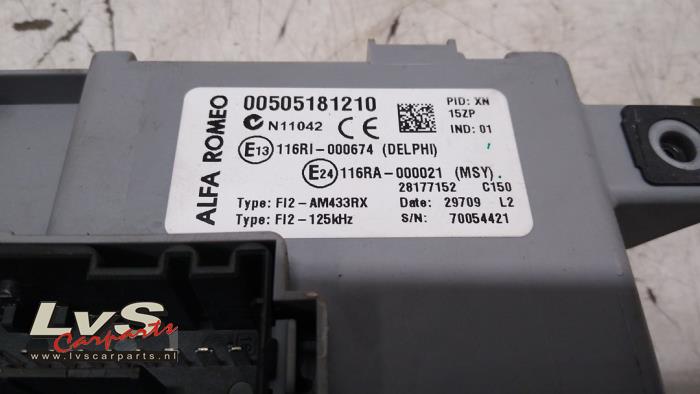 ALFA ROMEO
00505181210
PID: XN
15ZP
N11042 CE
IND: 01
E13 116RI-000674 (DELPHI)
E24 116RA-000021 (MSY)
28177152 C150
Type: FI2-AM433RX
Date: 29709 L2
Type: FI2-125kHz
S/N: 70054421
LvS
Carparts
www.lvscarparts.nl